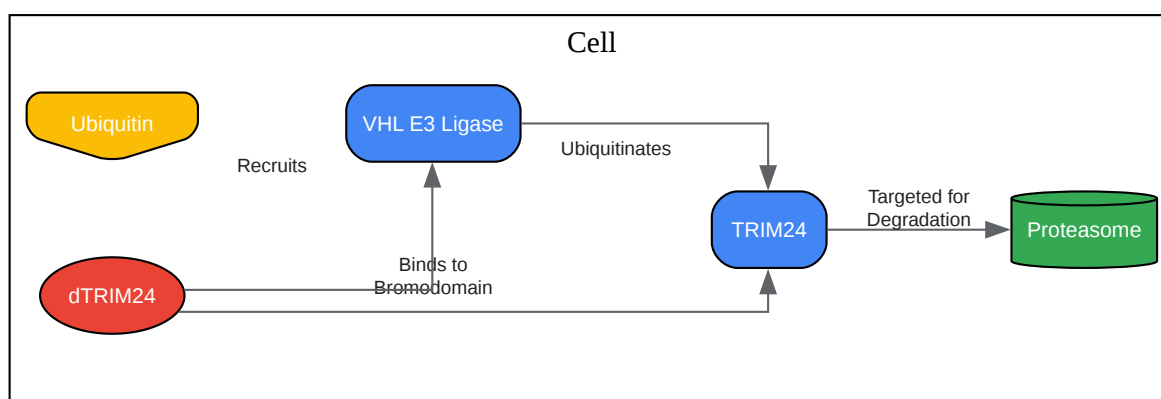 Cell
Ubiquitin
VHL E3 Ligase
Recruits
Ubiquitinates
Targeted for
Degradation
TRIM24
Proteasome
Binds to
Bromodomain
dTRIM24